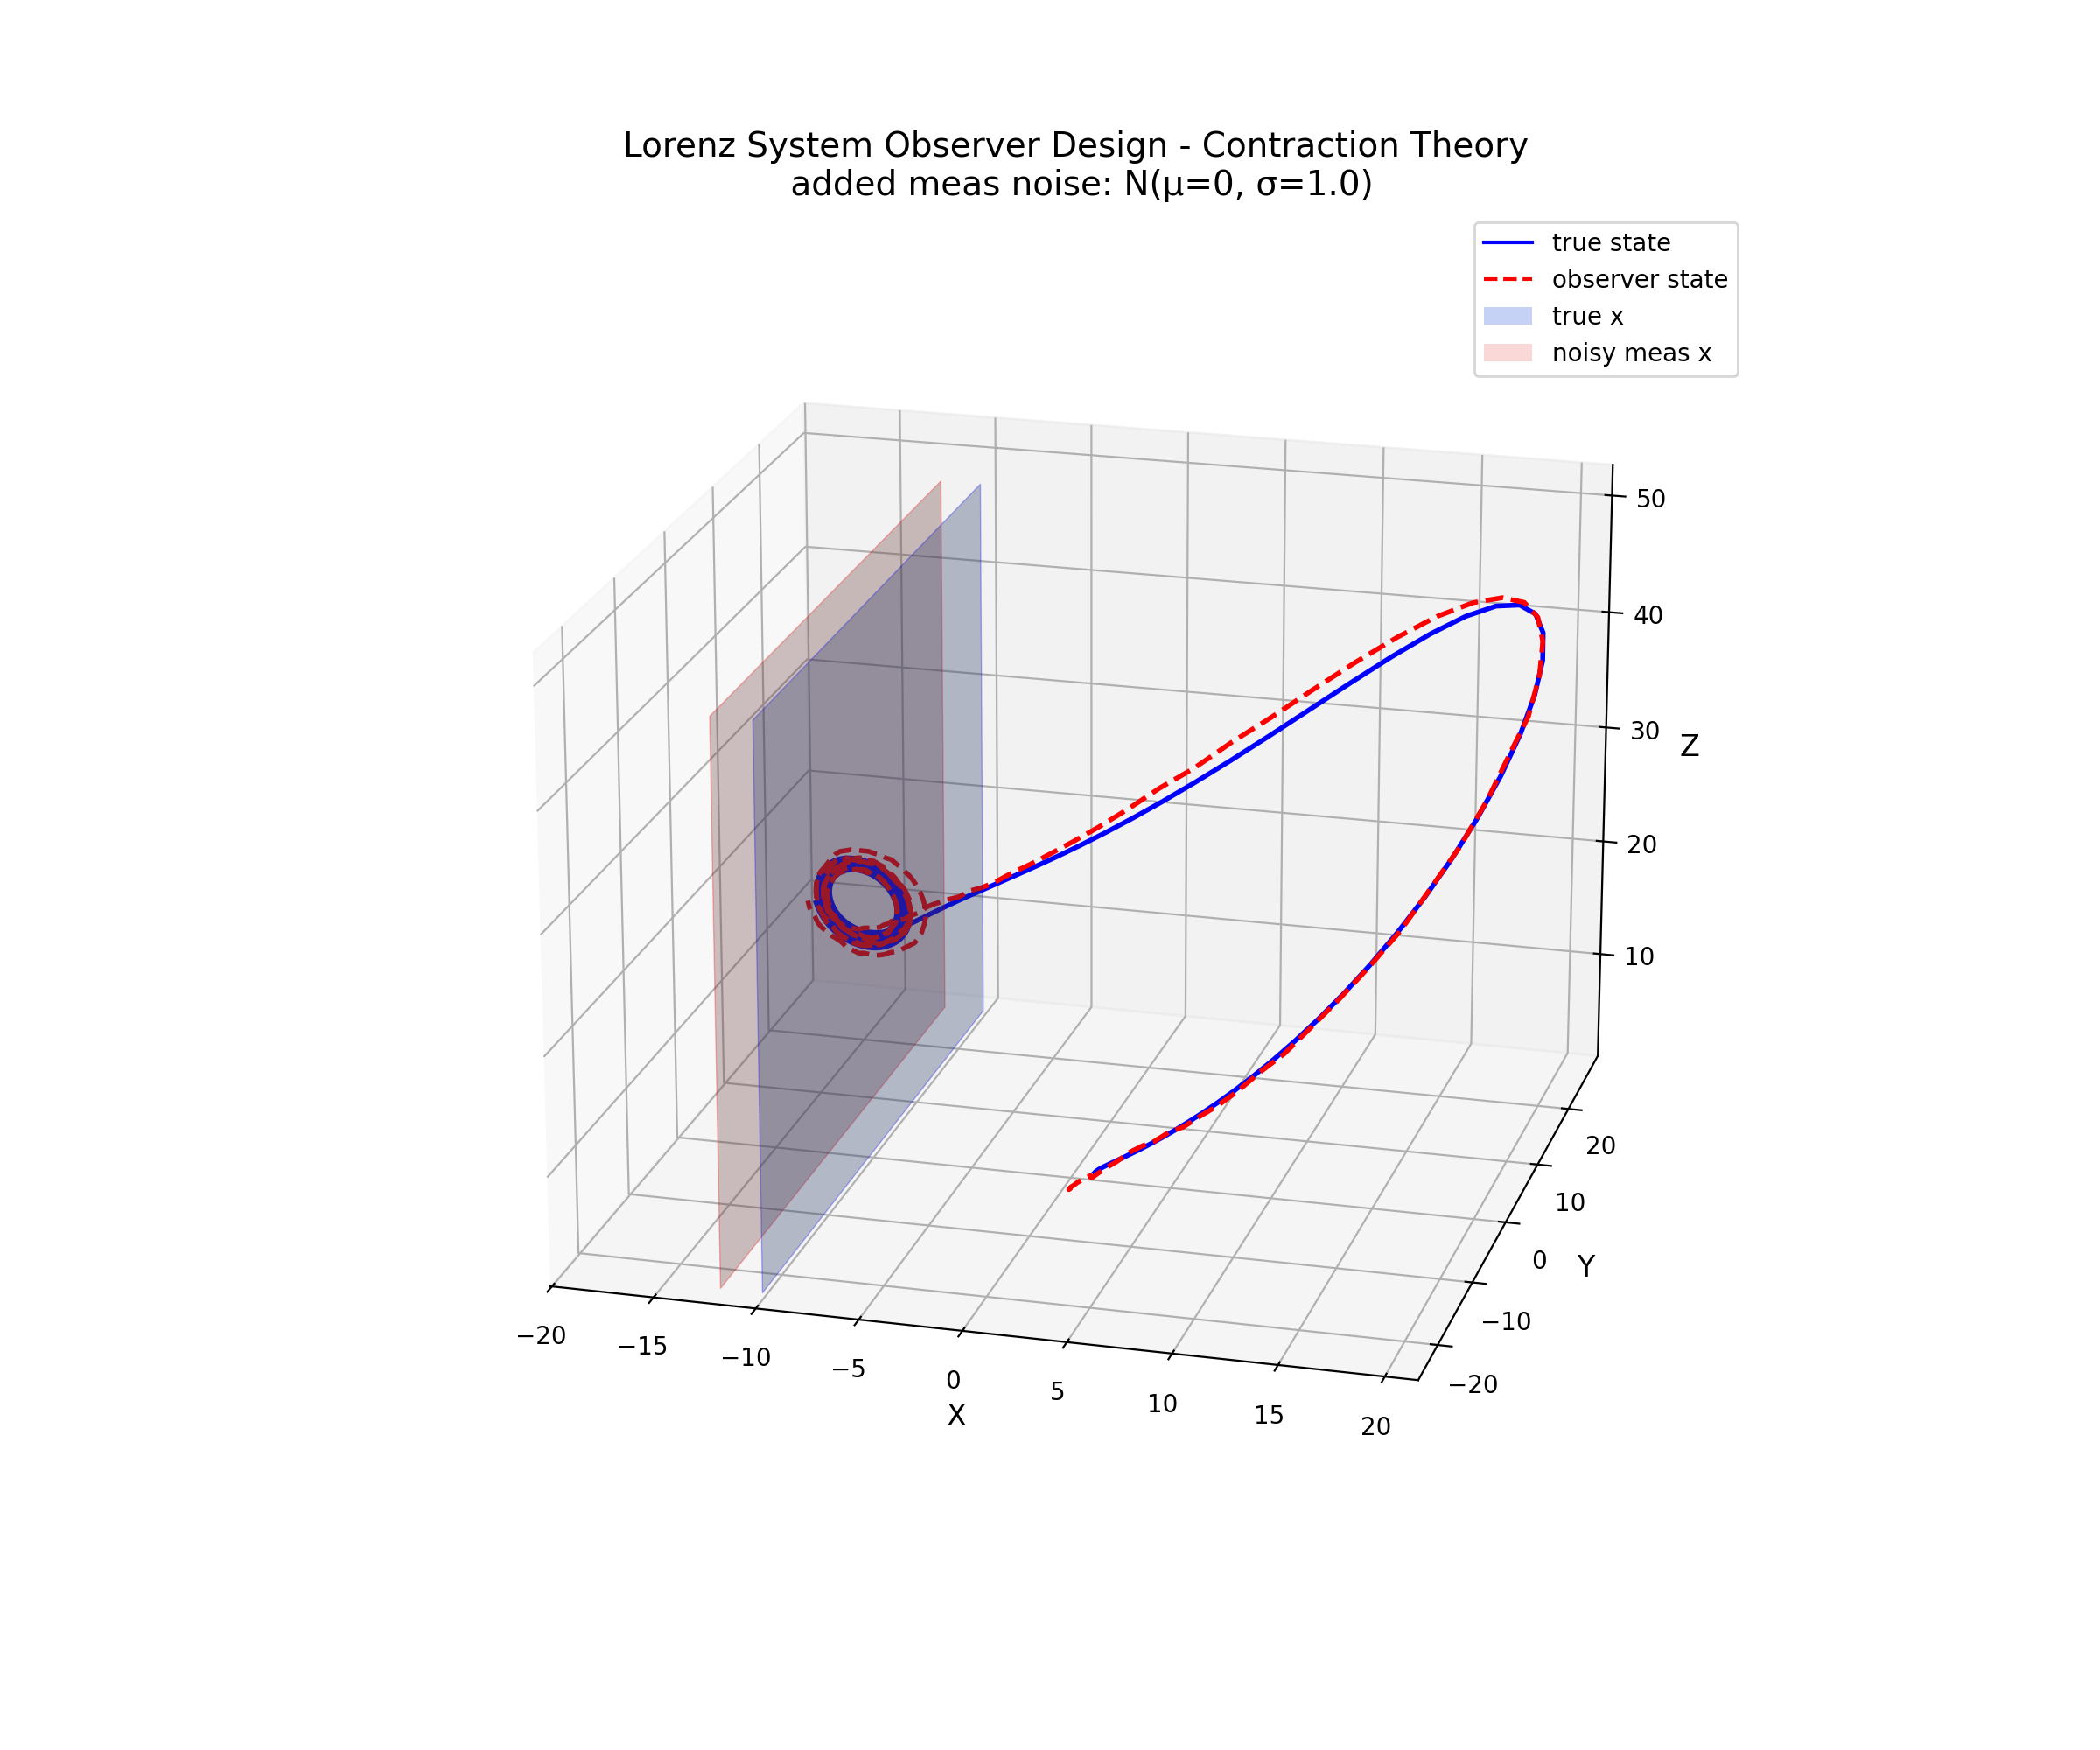 Lorenz System Observer Design - Contraction Theory
added meas noise: N(μ=0, σ=1.0)
true state
observer state
true x
noisy meas x
50
40
30
Z
20
10
20
10
0
Y
−10
−20
−20
−15
−10
−5
0
5
10
15
20
X